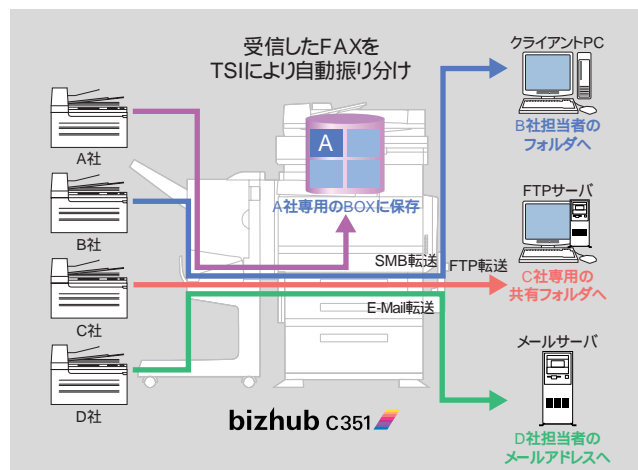 受信したFAXを
TSIにより自動振り分け
A社
B社
C社
D社
A
A社専用のBOXに保存
SMB転送
FTP転送
E-Mail転送
クライアントPC
B社担当者の
フォルダへ
FTPサーバ
C社専用の
共有フォルダへ
メールサーバ
D社担当者の
メールアドレスへ
bizhub C351